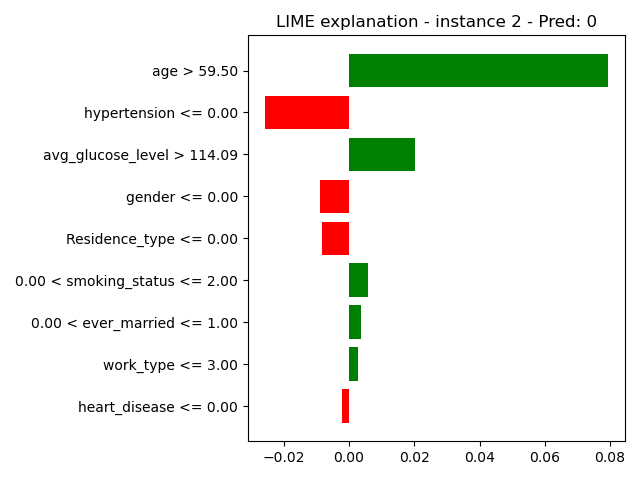 LIME explanation - instance 2 - Pred: 0
age > 59.50
hypertension <= 0.00
avg_glucose_level > 114.09
gender <= 0.00
Residence_type <= 0.00
0.00 < smoking_status <= 2.00
0.00 < ever_married <= 1.00
work_type <= 3.00
heart_disease <= 0.00
−0.02 0.00 0.02 0.04 0.06 0.08